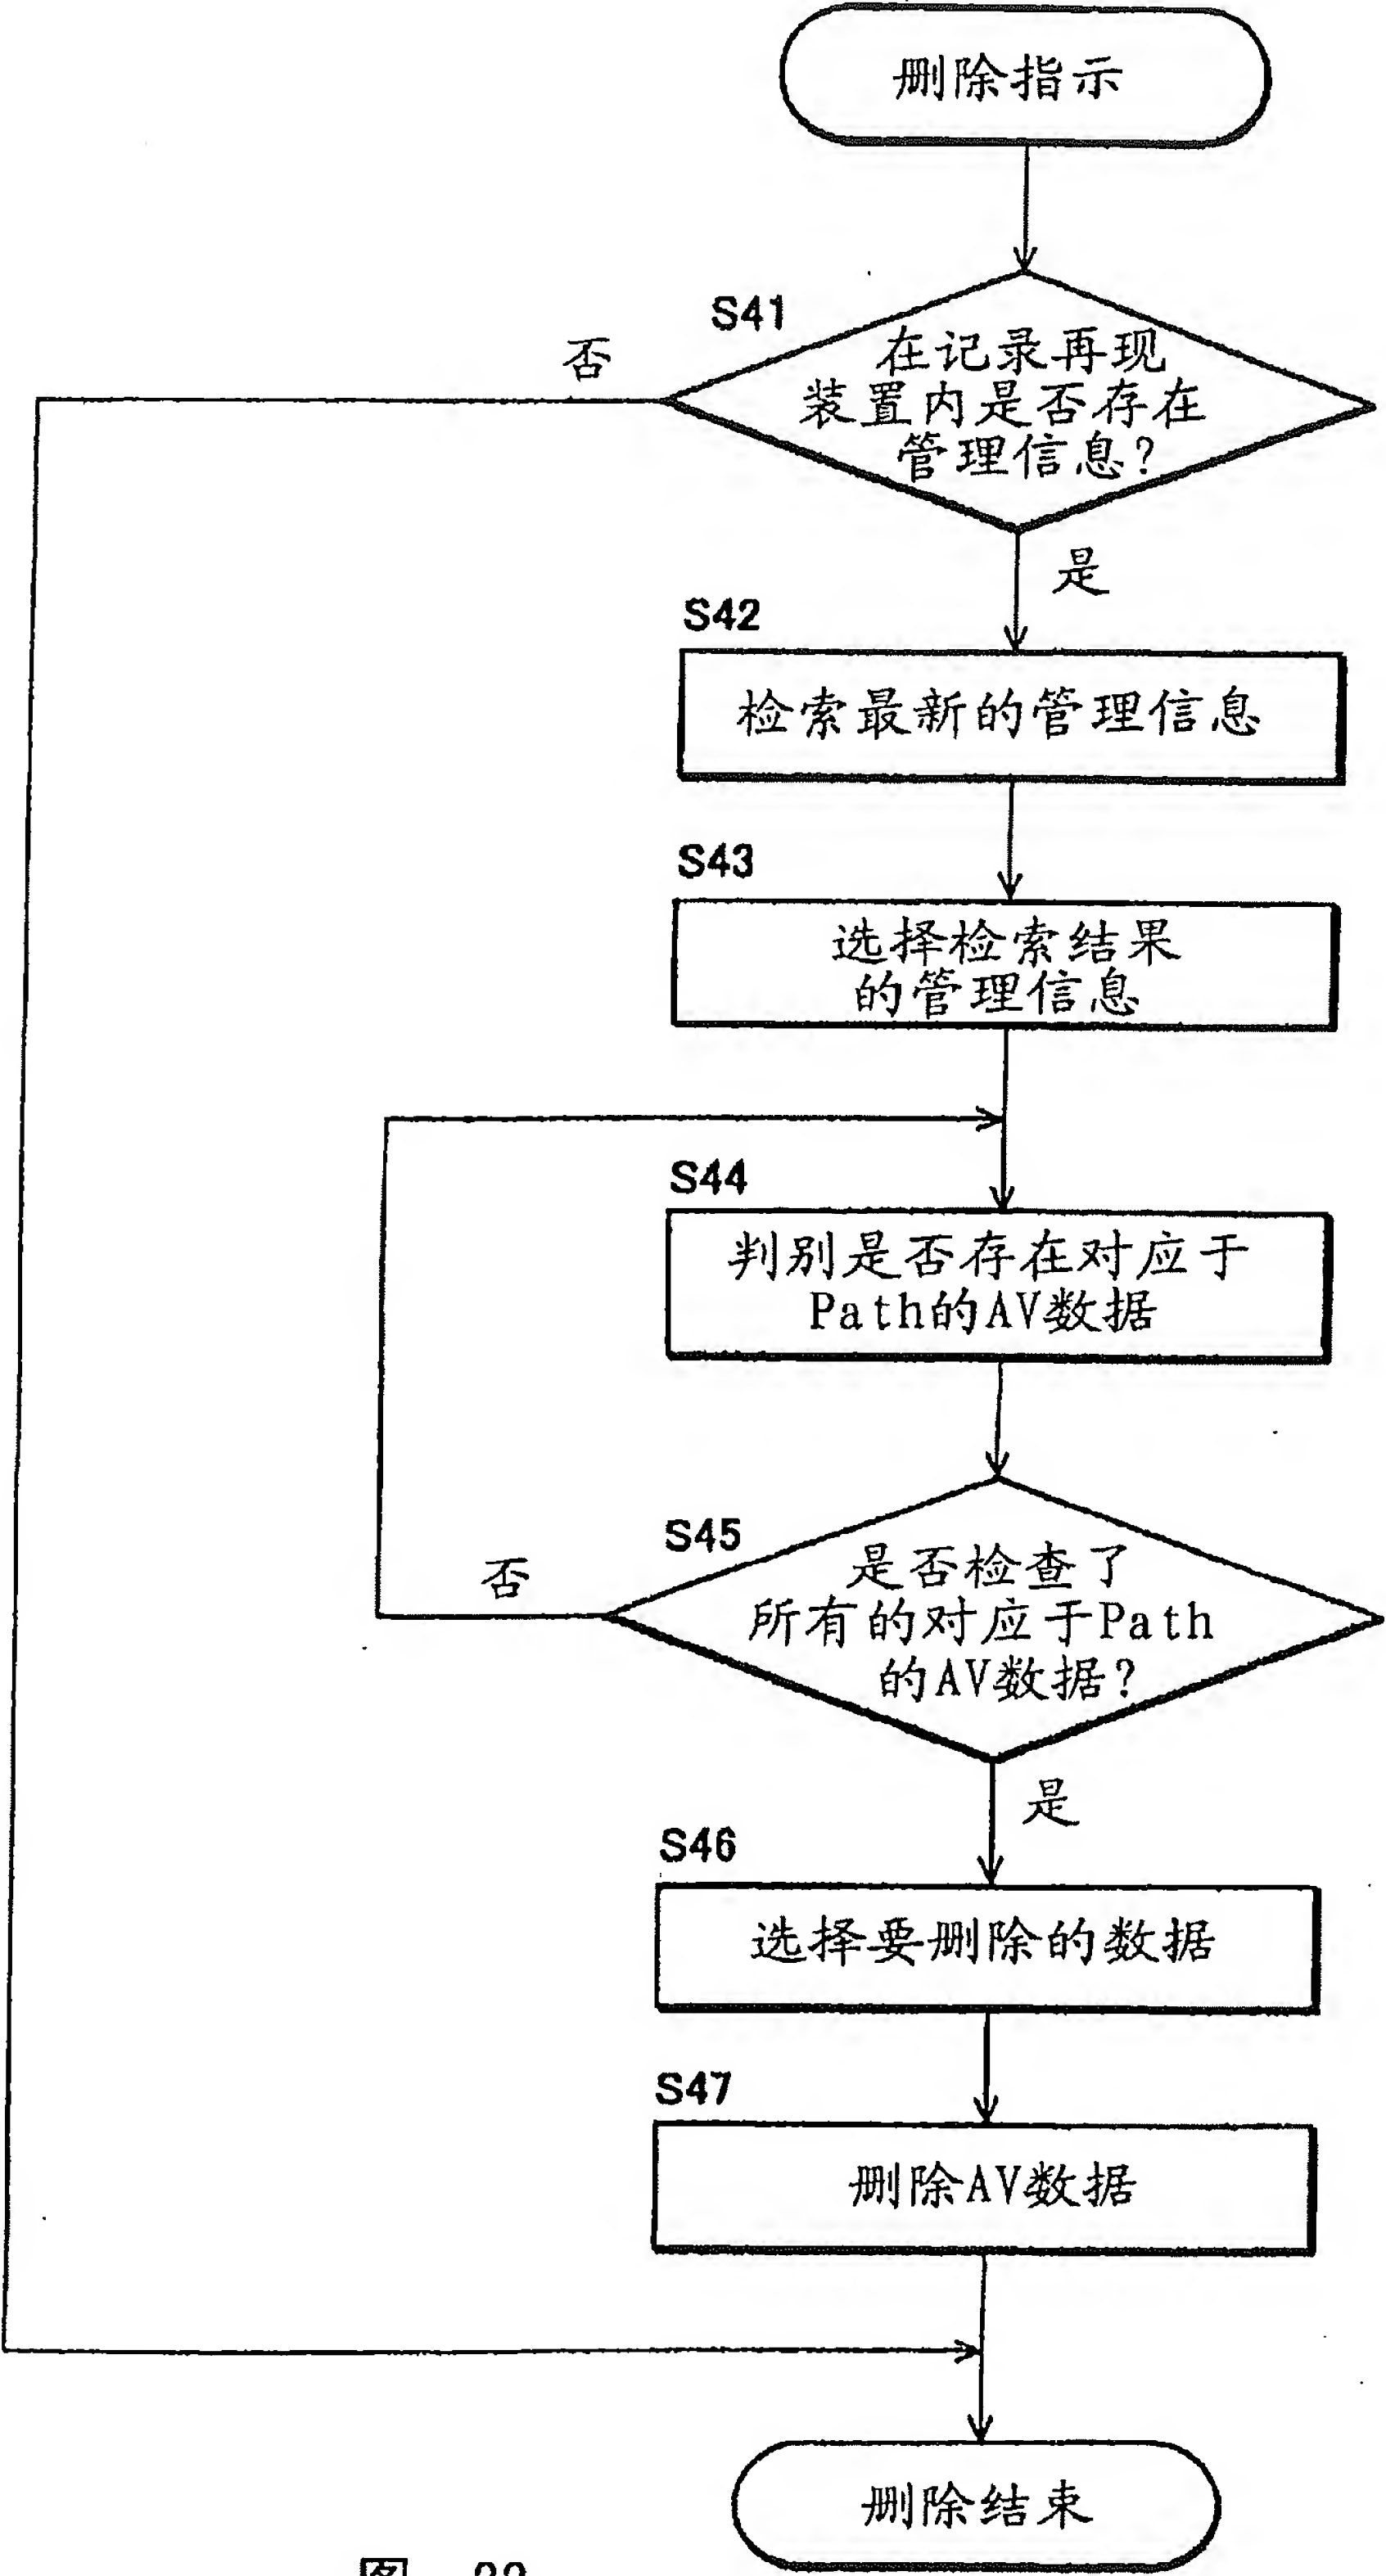 删除指示
S41
否
在记录再现
装置内是否存在
管理信息?
是
S42
检索最新的管理信息
S43
选择检索结果
的管理信息
S44
判别是否存在对应于
Path的AV数据
S45
否
是否检查了
所有的对应于Path
的AV数据?
是
S46
选择要删除的数据
S47
删除AV数据
删除结束
图